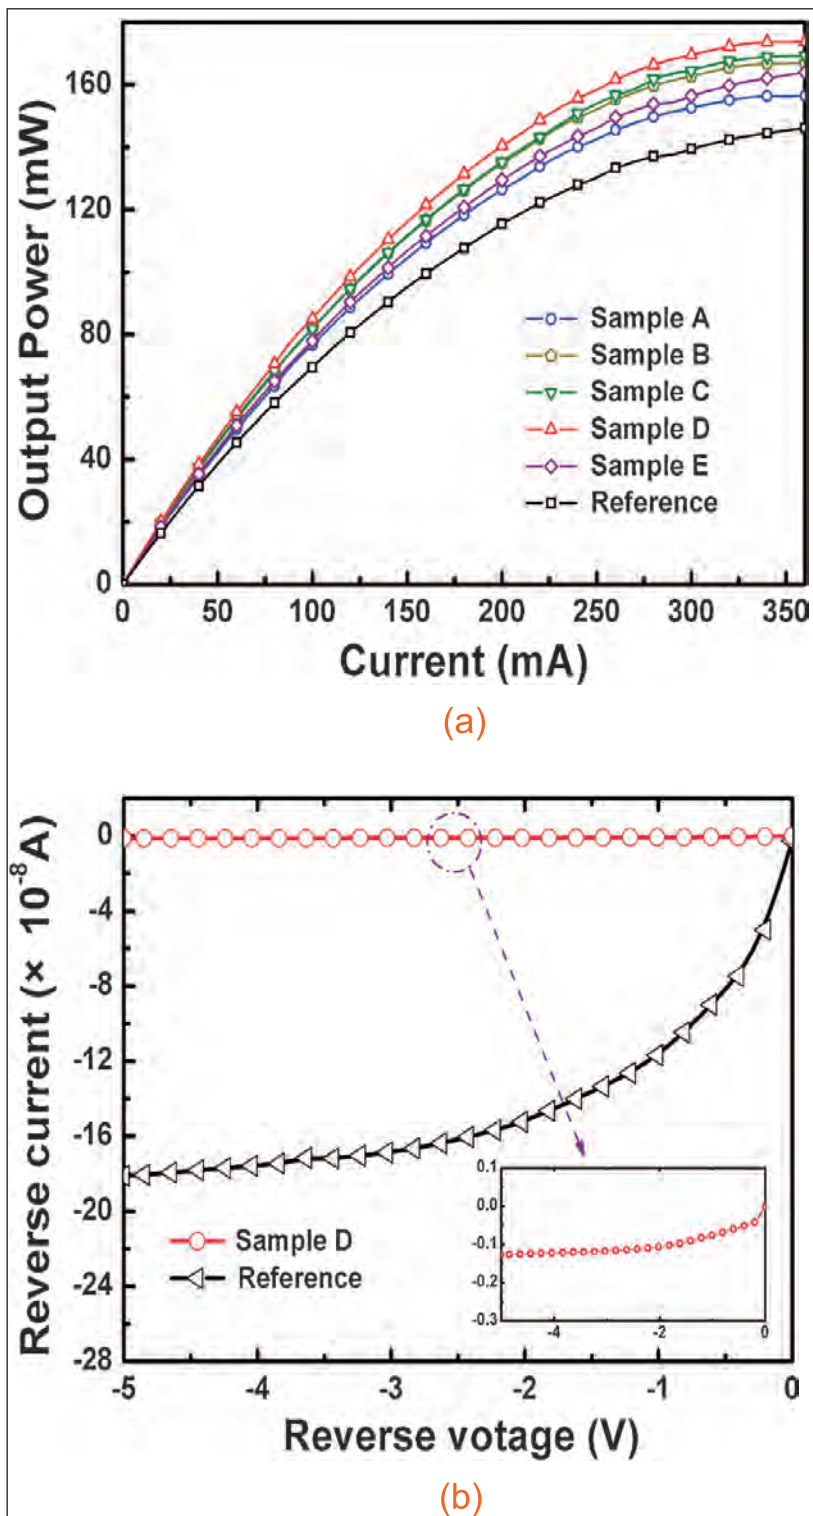 Output Power (mW)
160
120
80
40
0
Sample A
Sample B
Sample C
Sample D
Sample E
Reference
0 50 100 150 200 250 300 350
Current (mA)
(a)
Reverse current (× 10⁻⁸A)
0
-4
-8
-12
-16
-20
-24
-28
Sample D
Reference
0.1
0.0
-0.1
-0.2
-0.3
-4 -2 0
-5 -4 -3 -2 -1 0
Reverse votage (V)
(b)